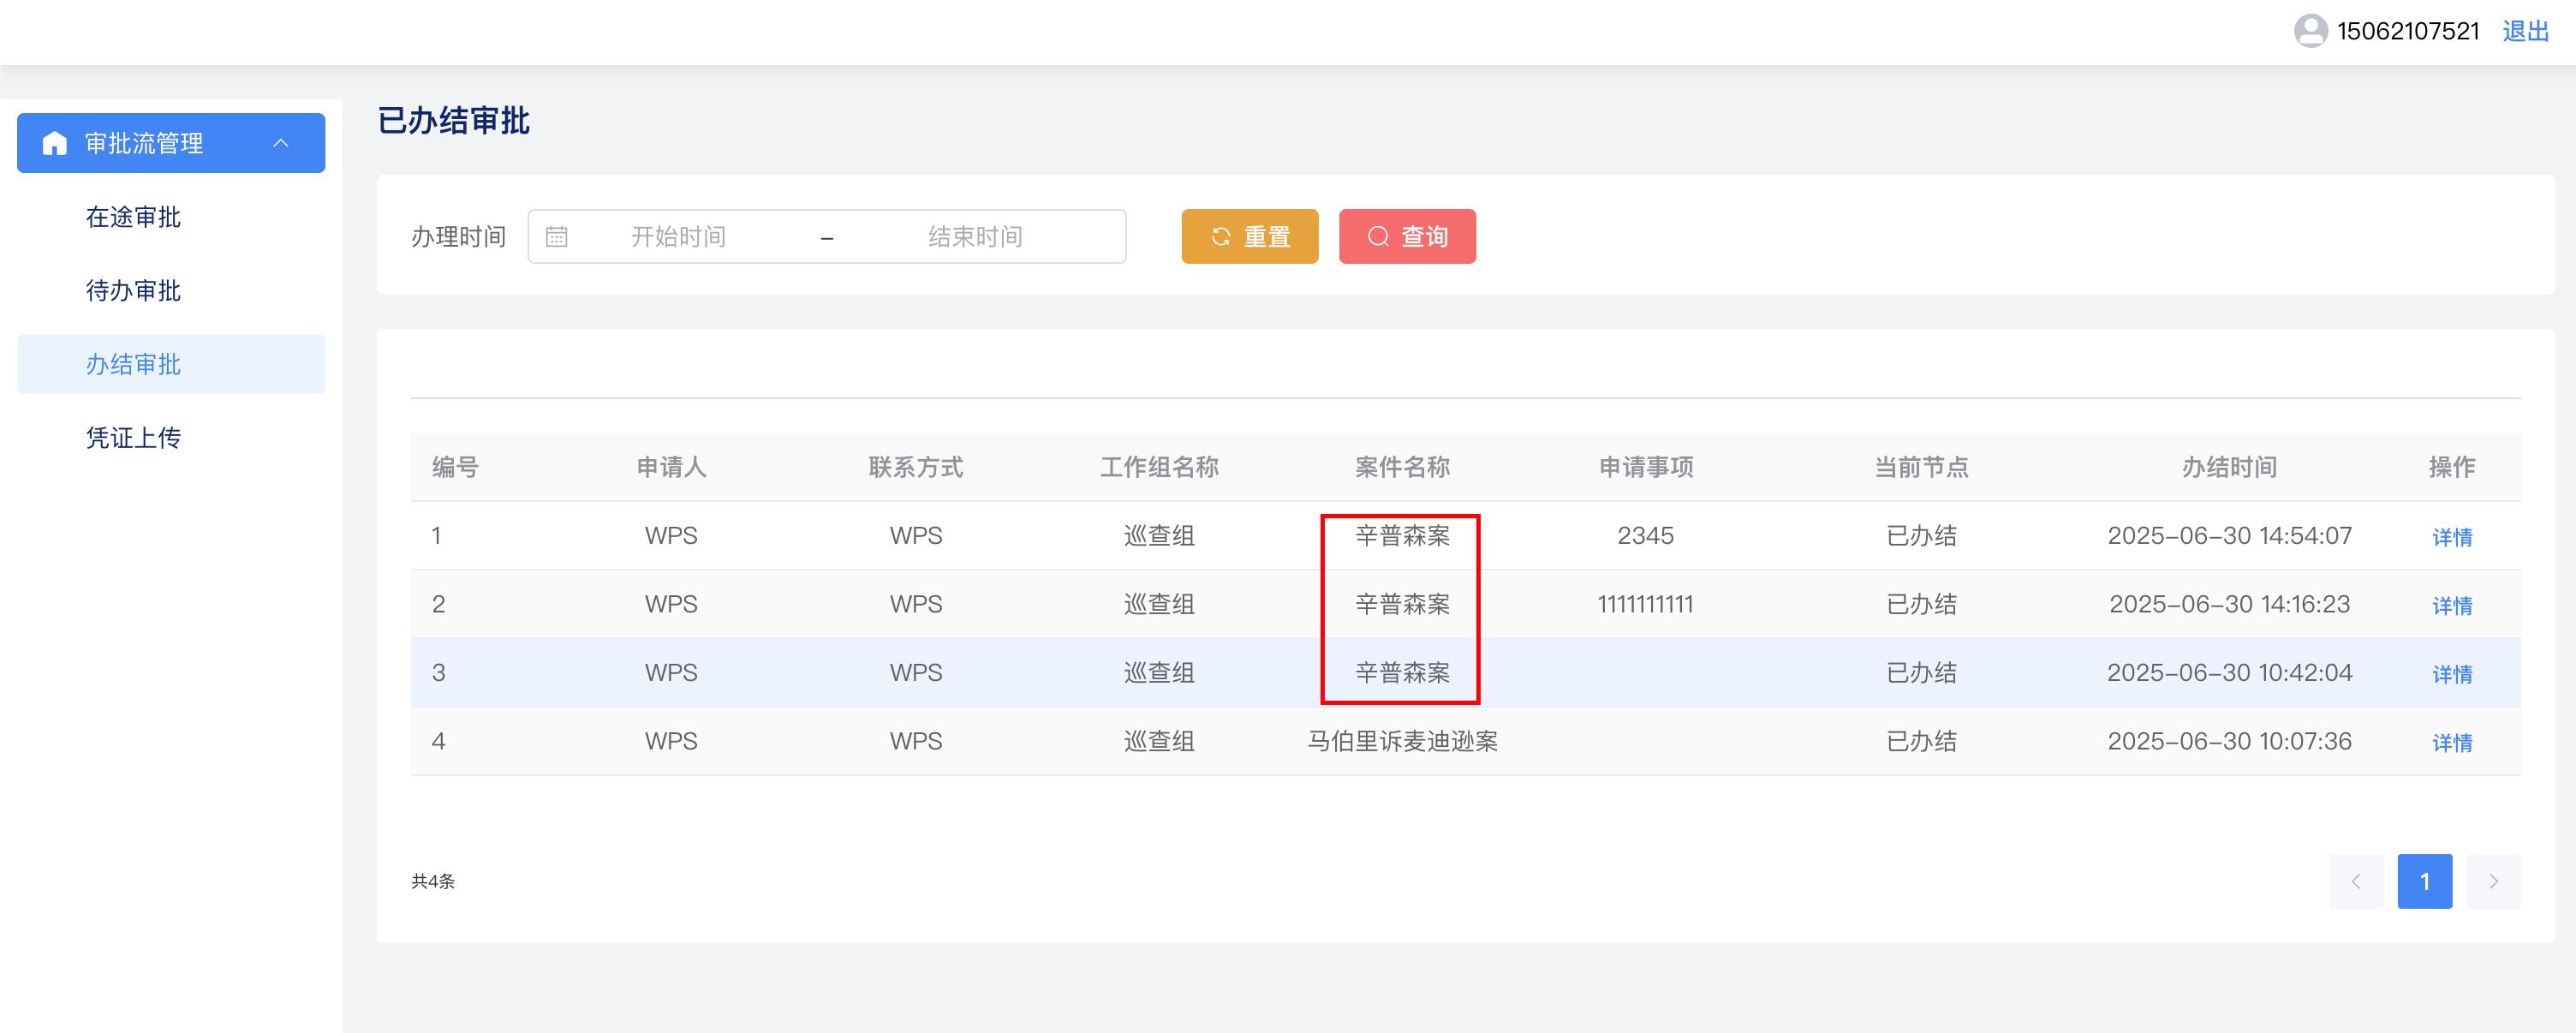 15062107521 退出
审批流管理
在途审批
待办审批
办结审批
凭证上传
已办结审批
办理时间 开始时间 – 结束时间 重置 查询
编号 申请人 联系方式 工作组名称 案件名称 申请事项 当前节点 办结时间 操作
1 WPS WPS 巡查组 辛普森案 2345 已办结 2025-06-30 14:54:07 详情
2 WPS WPS 巡查组 辛普森案 1111111111 已办结 2025-06-30 14:16:23 详情
3 WPS WPS 巡查组 辛普森案 已办结 2025-06-30 10:42:04 详情
4 WPS WPS 巡查组 马伯里诉麦迪逊案 已办结 2025-06-30 10:07:36 详情
共4条 1